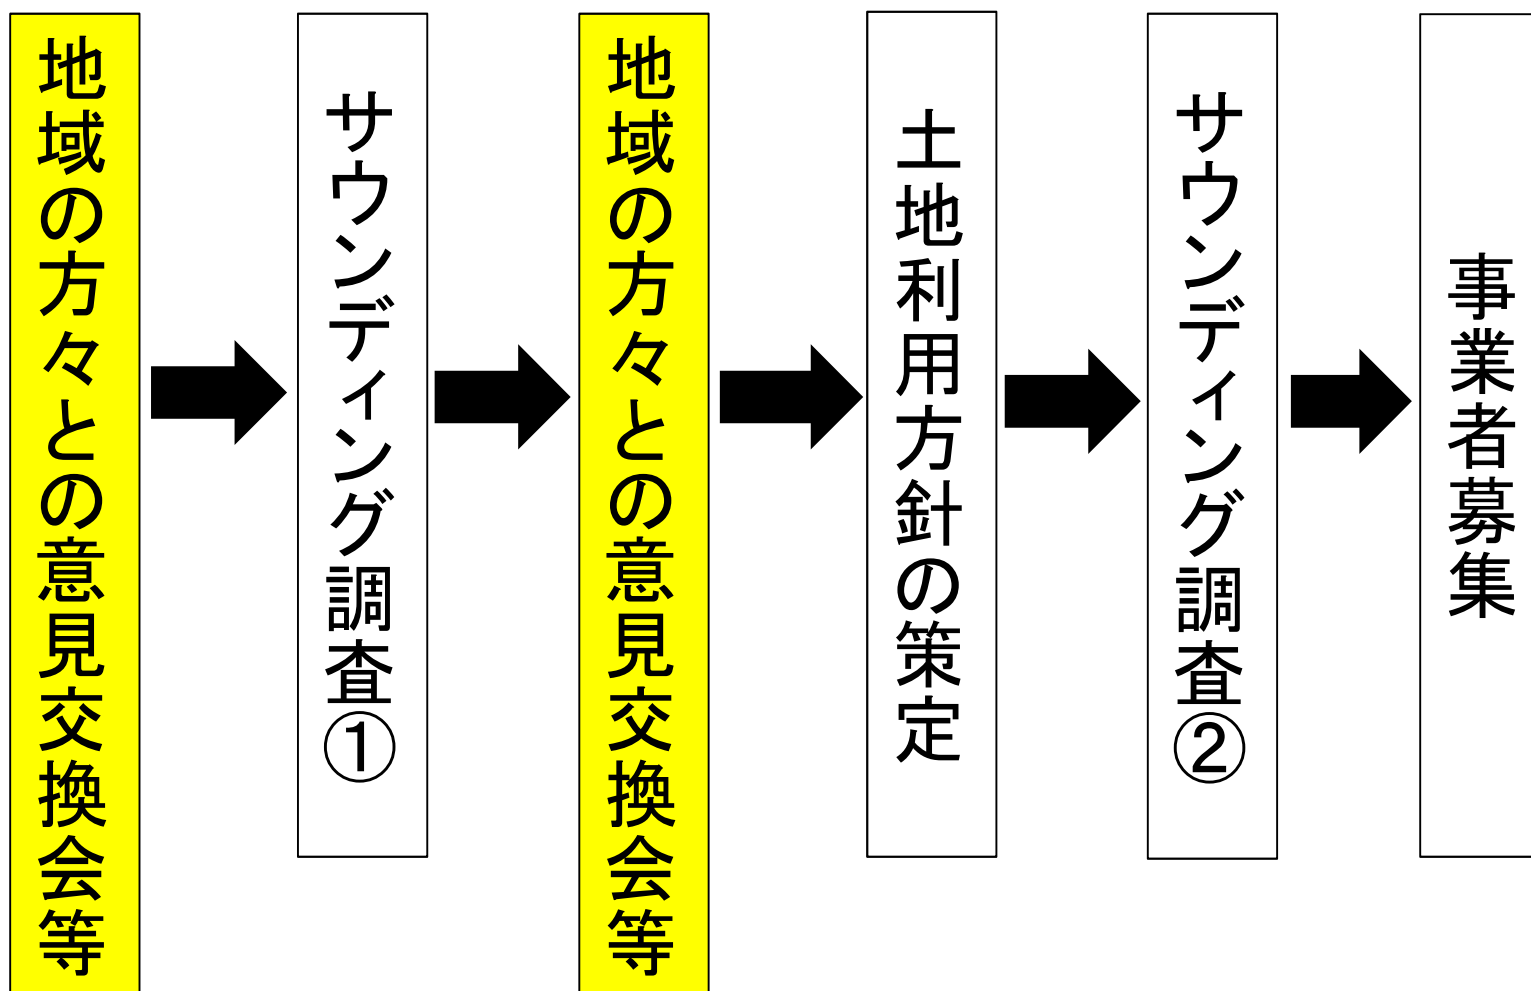 地域の方々との意見交換会等
サウンディング調査①
地域の方々との意見交換会等
土地利用方針の策定
サウンディング調査②
事業者募集